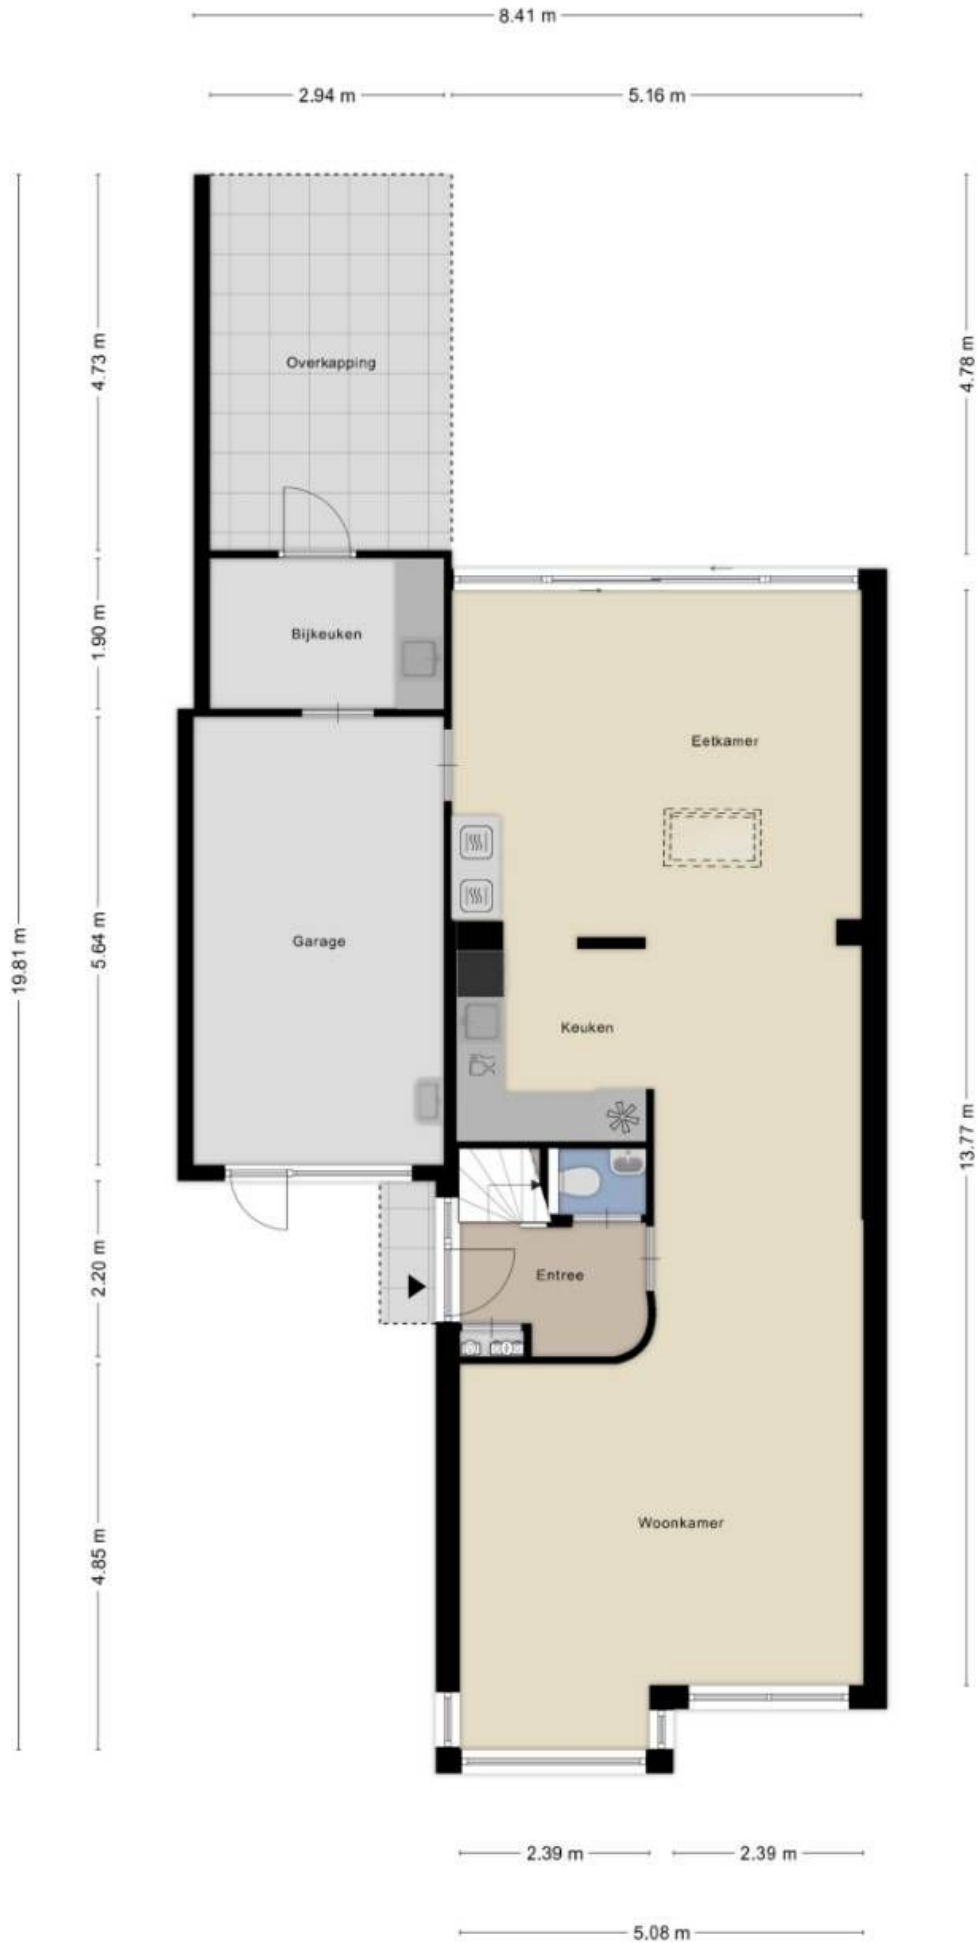 8.41 m
2.94 m
5.16 m
4.73 m
4.78 m
Overkapping
1.90 m
Bijkeuken
Eetkamer
19.81 m
5.64 m
Garage
Keuken
13.77 m
2.20 m
Entree
4.85 m
Woonkamer
2.39 m
2.39 m
5.08 m